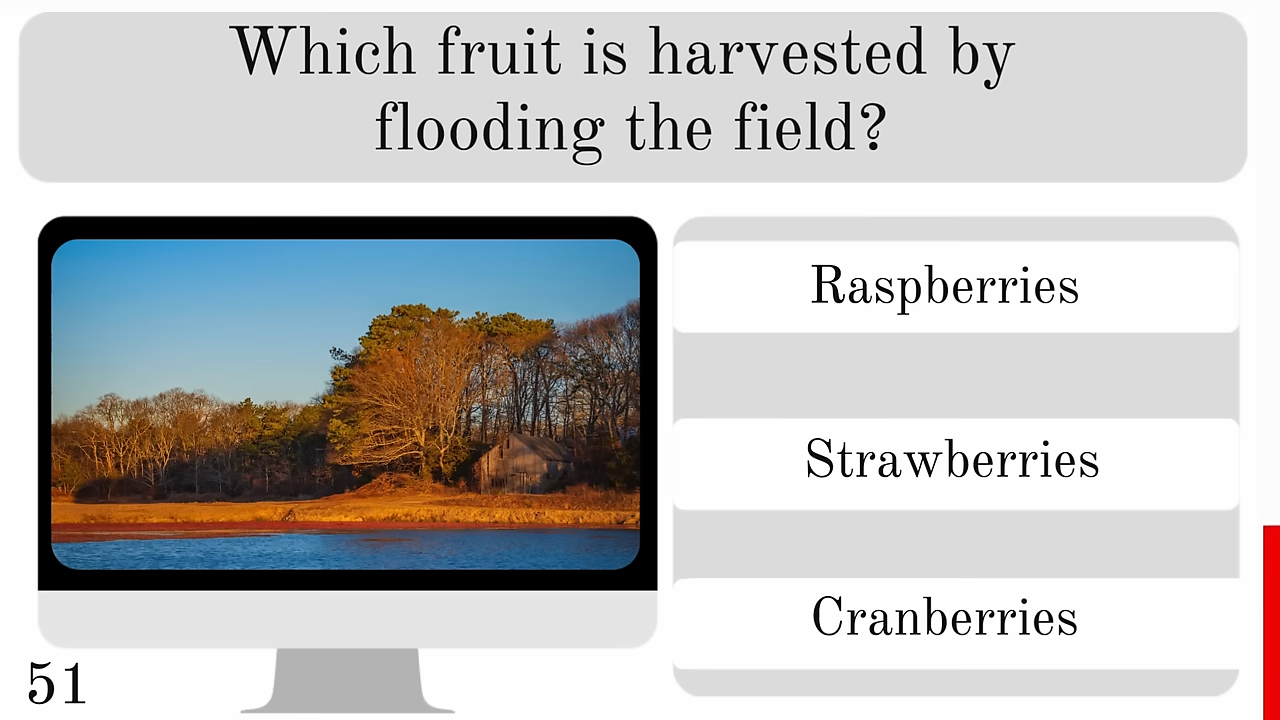 Which fruit is harvested by
flooding the field?
Raspberries
Strawberries
Cranberries
51